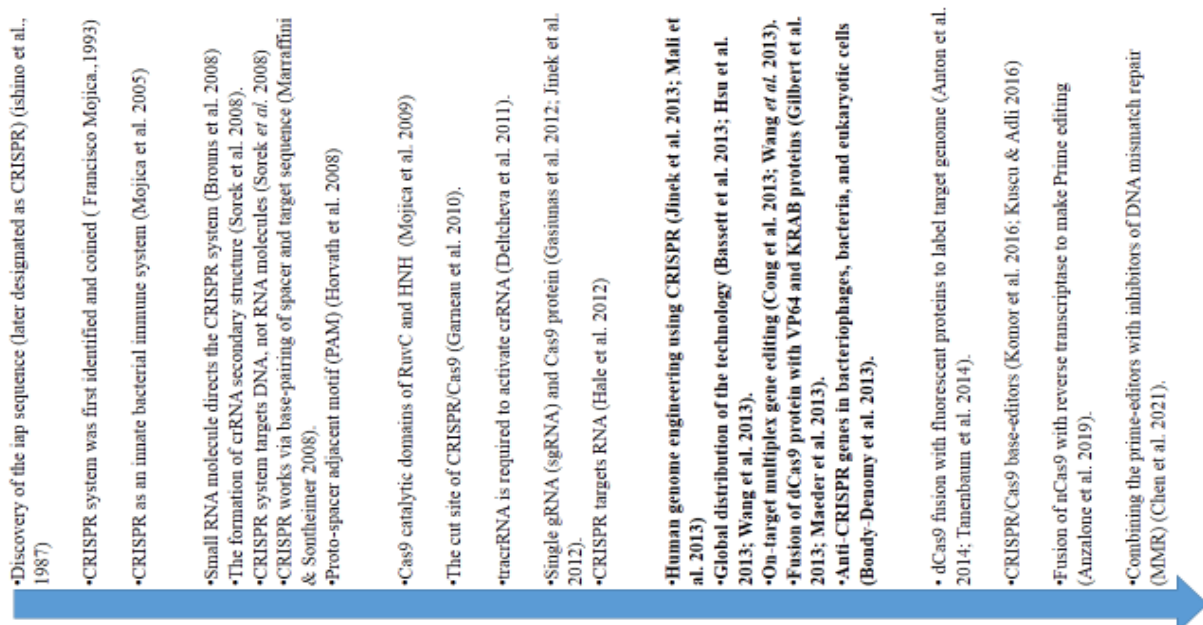 •Discovery of the iap sequence (later designated as CRISPR) (ishino et al.,
1987)
•CRISPR system was first identified and coined ( Francisco Mojica.,1993)
•CRISPR as an innate bacterial immune system (Mojica et al. 2005)
•Small RNA molecule directs the CRISPR system (Brouns et al. 2008)
•The formation of crRNA secondary structure (Sorek et al. 2008).
•CRISPR system targets DNA, not RNA molecules (Sorek et al. 2008)
•CRISPR works via base-pairing of spacer and target sequence (Marraffini
& Sontheimer 2008).
•Proto-spacer adjacent motif (PAM) (Horvath et al. 2008)
•Cas9 catalytic domains of RuvC and HNH (Mojica et al. 2009)
•The cut site of CRISPR/Cas9 (Garneau et al. 2010).
•tracrRNA is required to activate crRNA (Deltcheva et al. 2011).
•Single gRNA (sgRNA) and Cas9 protein (Gasiunas et al. 2012; Jinek et al.
2012).
•CRISPR targets RNA (Hale et al. 2012)
•Human genome engineering using CRISPR (Jinek et al. 2013; Mali et
al. 2013)
•Global distribution of the technology (Bassett et al. 2013; Hsu et al.
2013; Wang et al. 2013).
•On-target multiplex gene editing (Cong et al. 2013; Wang et al. 2013).
•Fusion of dCas9 protein with VP64 and KRAB proteins (Gilbert et al.
2013; Maeder et al. 2013).
•Anti-CRISPR genes in bacteriophages, bacteria, and eukaryotic cells
(Bondy-Denomy et al. 2013).
• dCas9 fusion with fluorescent proteins to label target genome (Anton et al.
2014; Tanenbaum et al. 2014).
•CRISPR/Cas9 base-editors (Komor et al. 2016; Kuscu & Adli 2016)
•Fusion of nCas9 with reverse transcriptase to make Prime editing
(Anzalone et al. 2019).
•Combining the prime-editors with inhibitors of DNA mismatch repair
(MMR) (Chen et al. 2021).